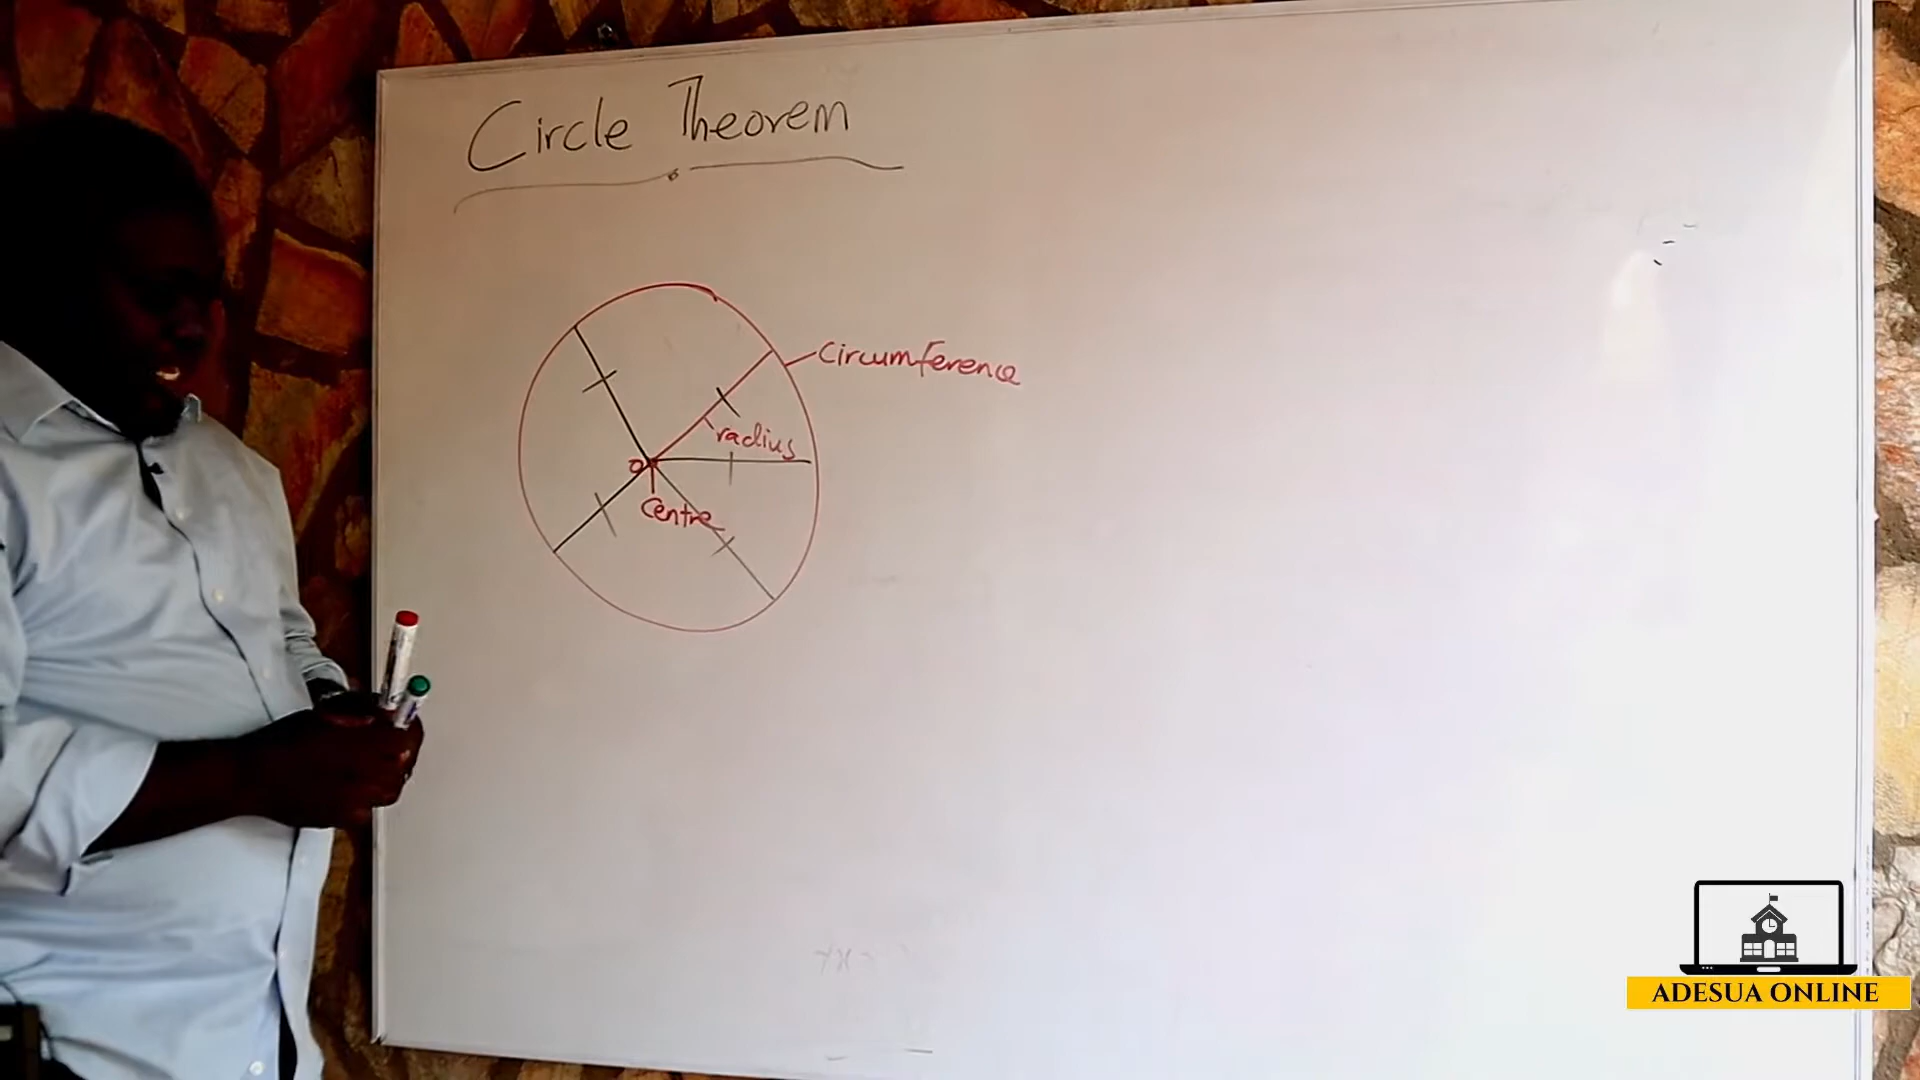 Circle Theorem
Circumference
radius
O
Centre
ADESUA ONLINE